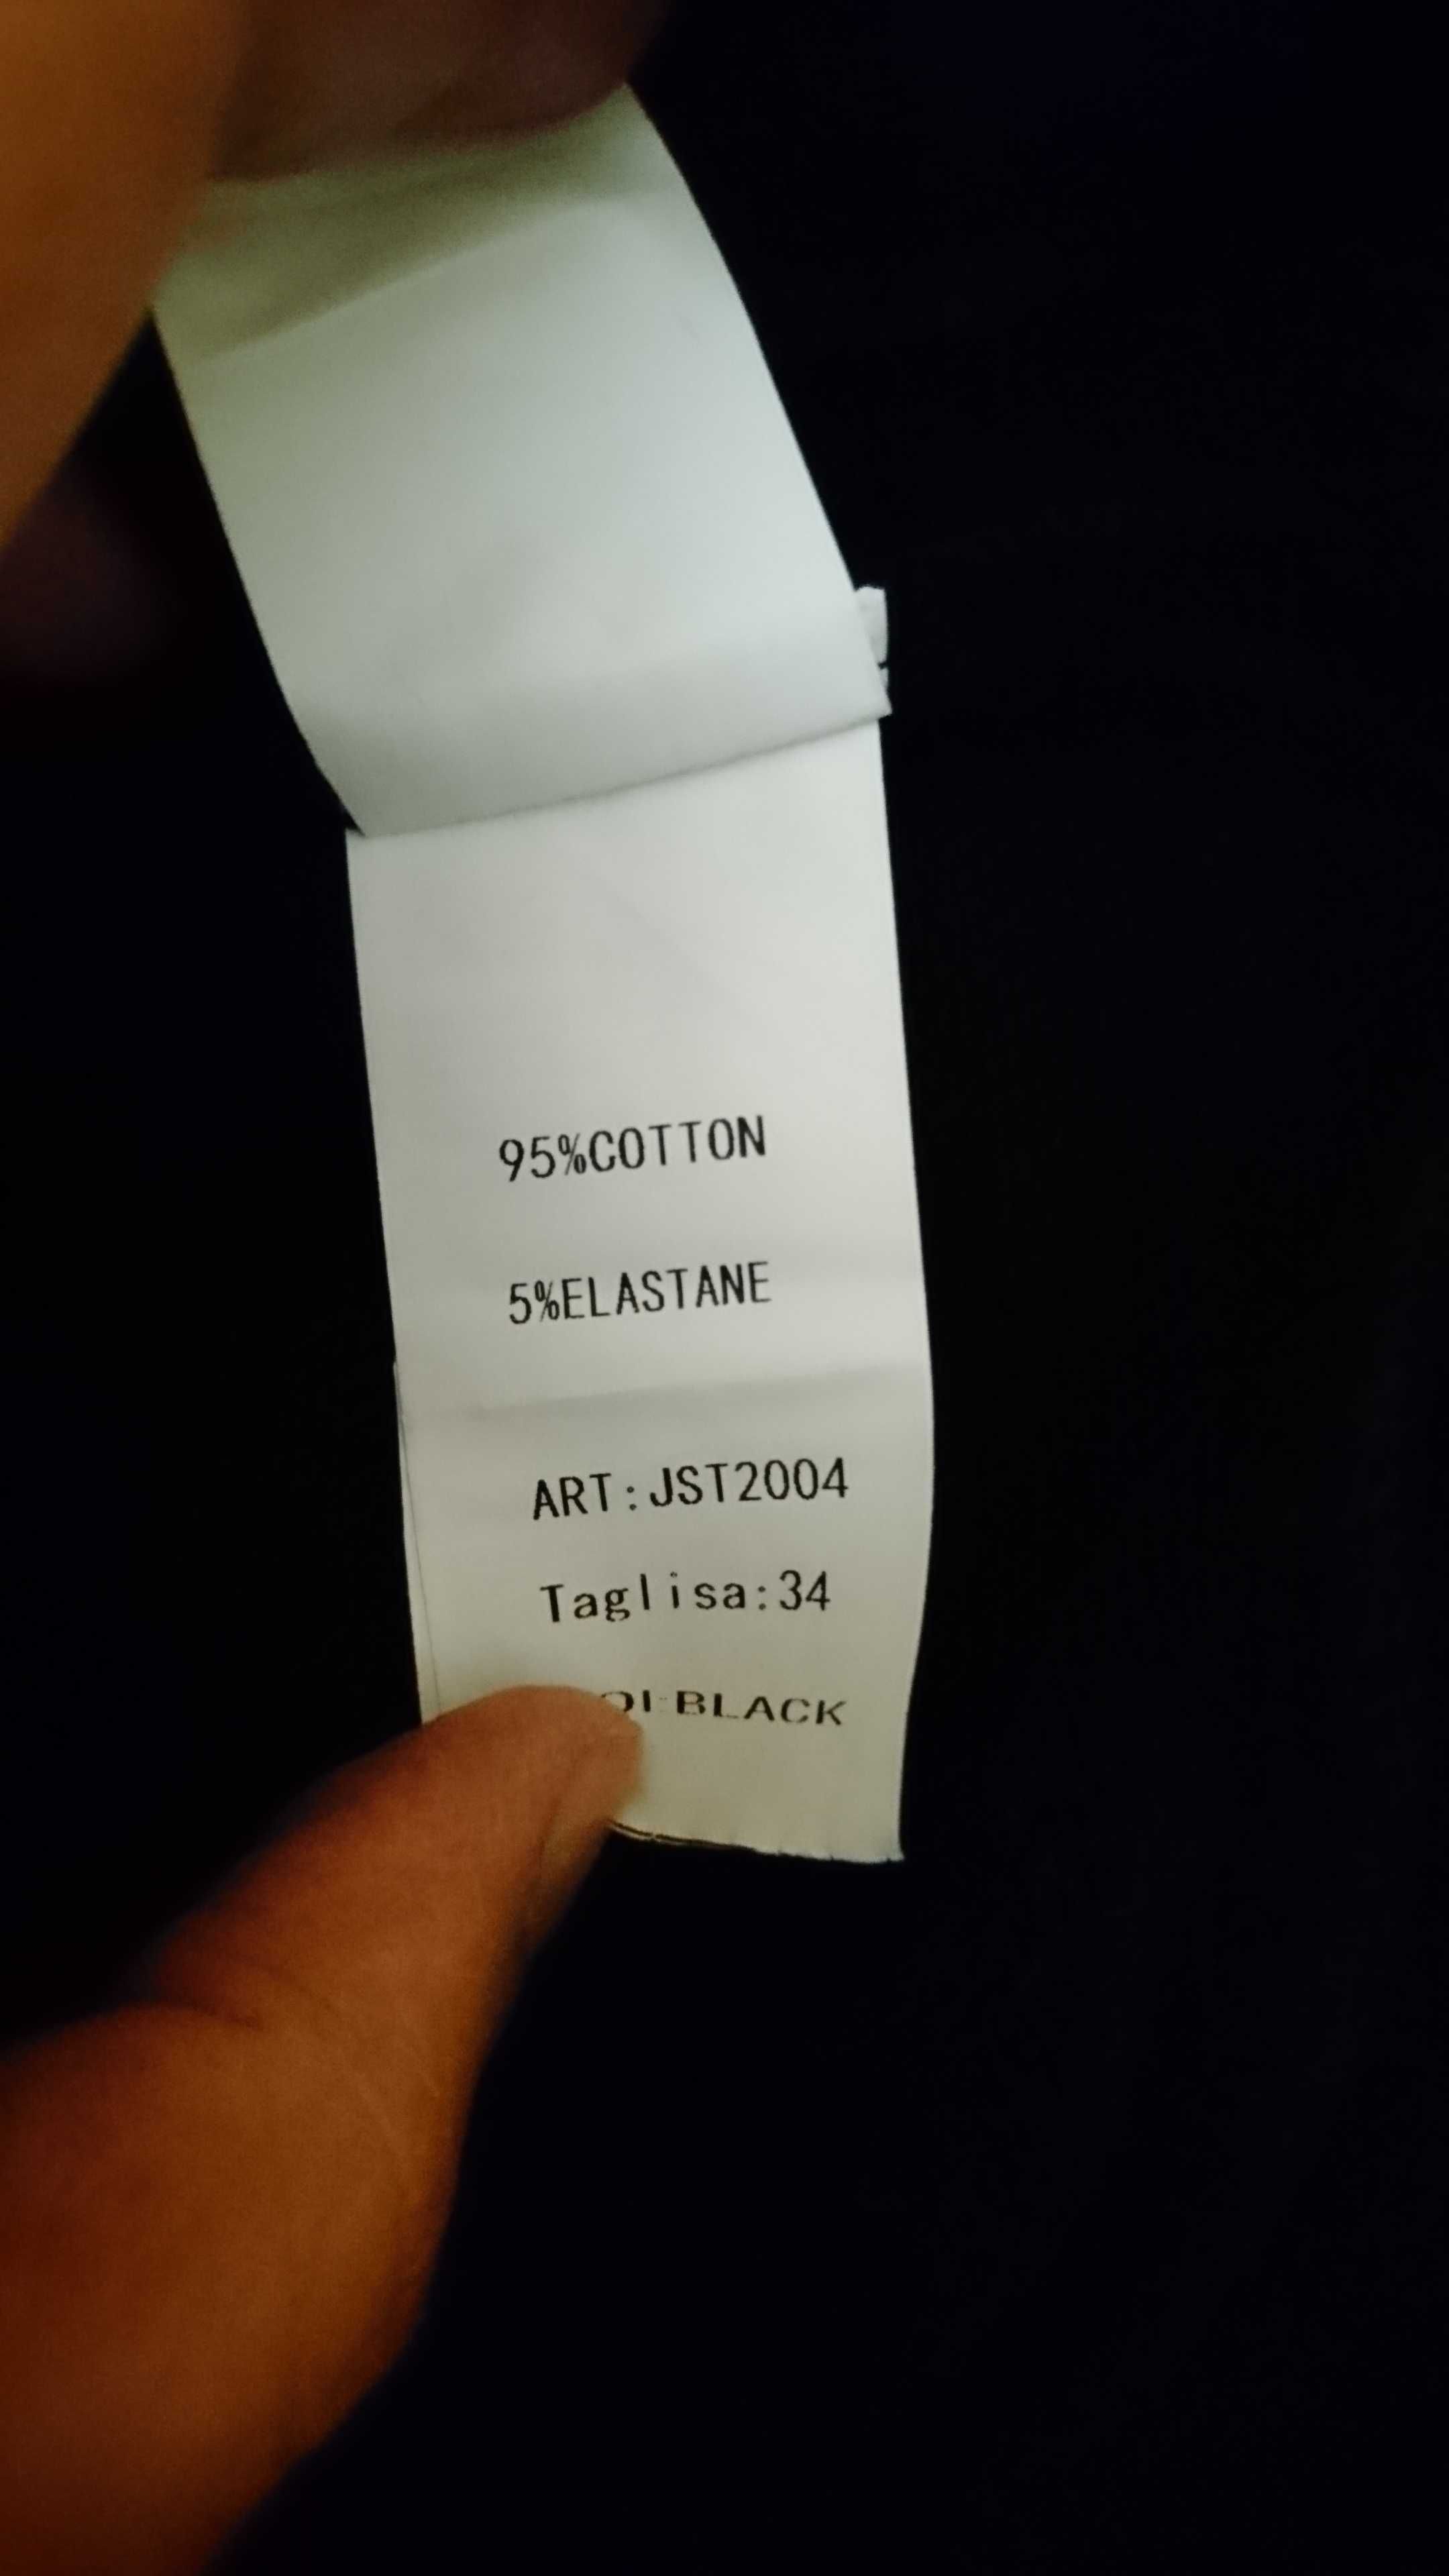 95%COTTON
5%ELASTANE
ART:JST2004
Taglisa:34
BLACK